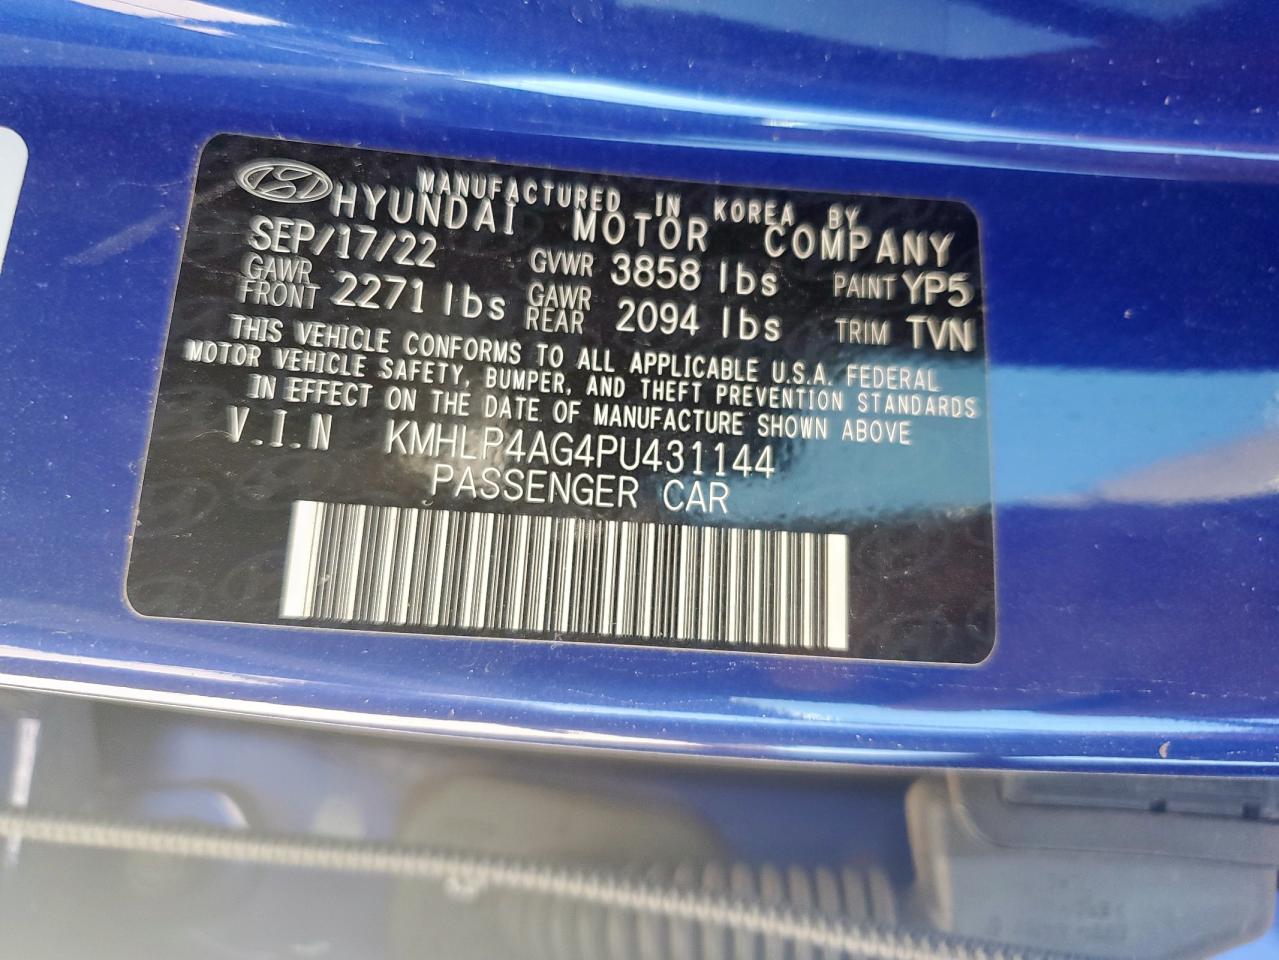 MANUFACTURED IN KOREA BY
HYUNDAI MOTOR COMPANY
SEP/17/22 GVWR 3858 lbs PAINT YP5
GAWR FRONT 2271 lbs GAWR REAR 2094 lbs TRIM TVN
THIS VEHICLE CONFORMS TO ALL APPLICABLE U.S.A. FEDERAL
MOTOR VEHICLE SAFETY, BUMPER, AND THEFT PREVENTION STANDARDS
IN EFFECT ON THE DATE OF MANUFACTURE SHOWN ABOVE
V.I.N KMHLP4AG4PU431144
PASSENGER CAR